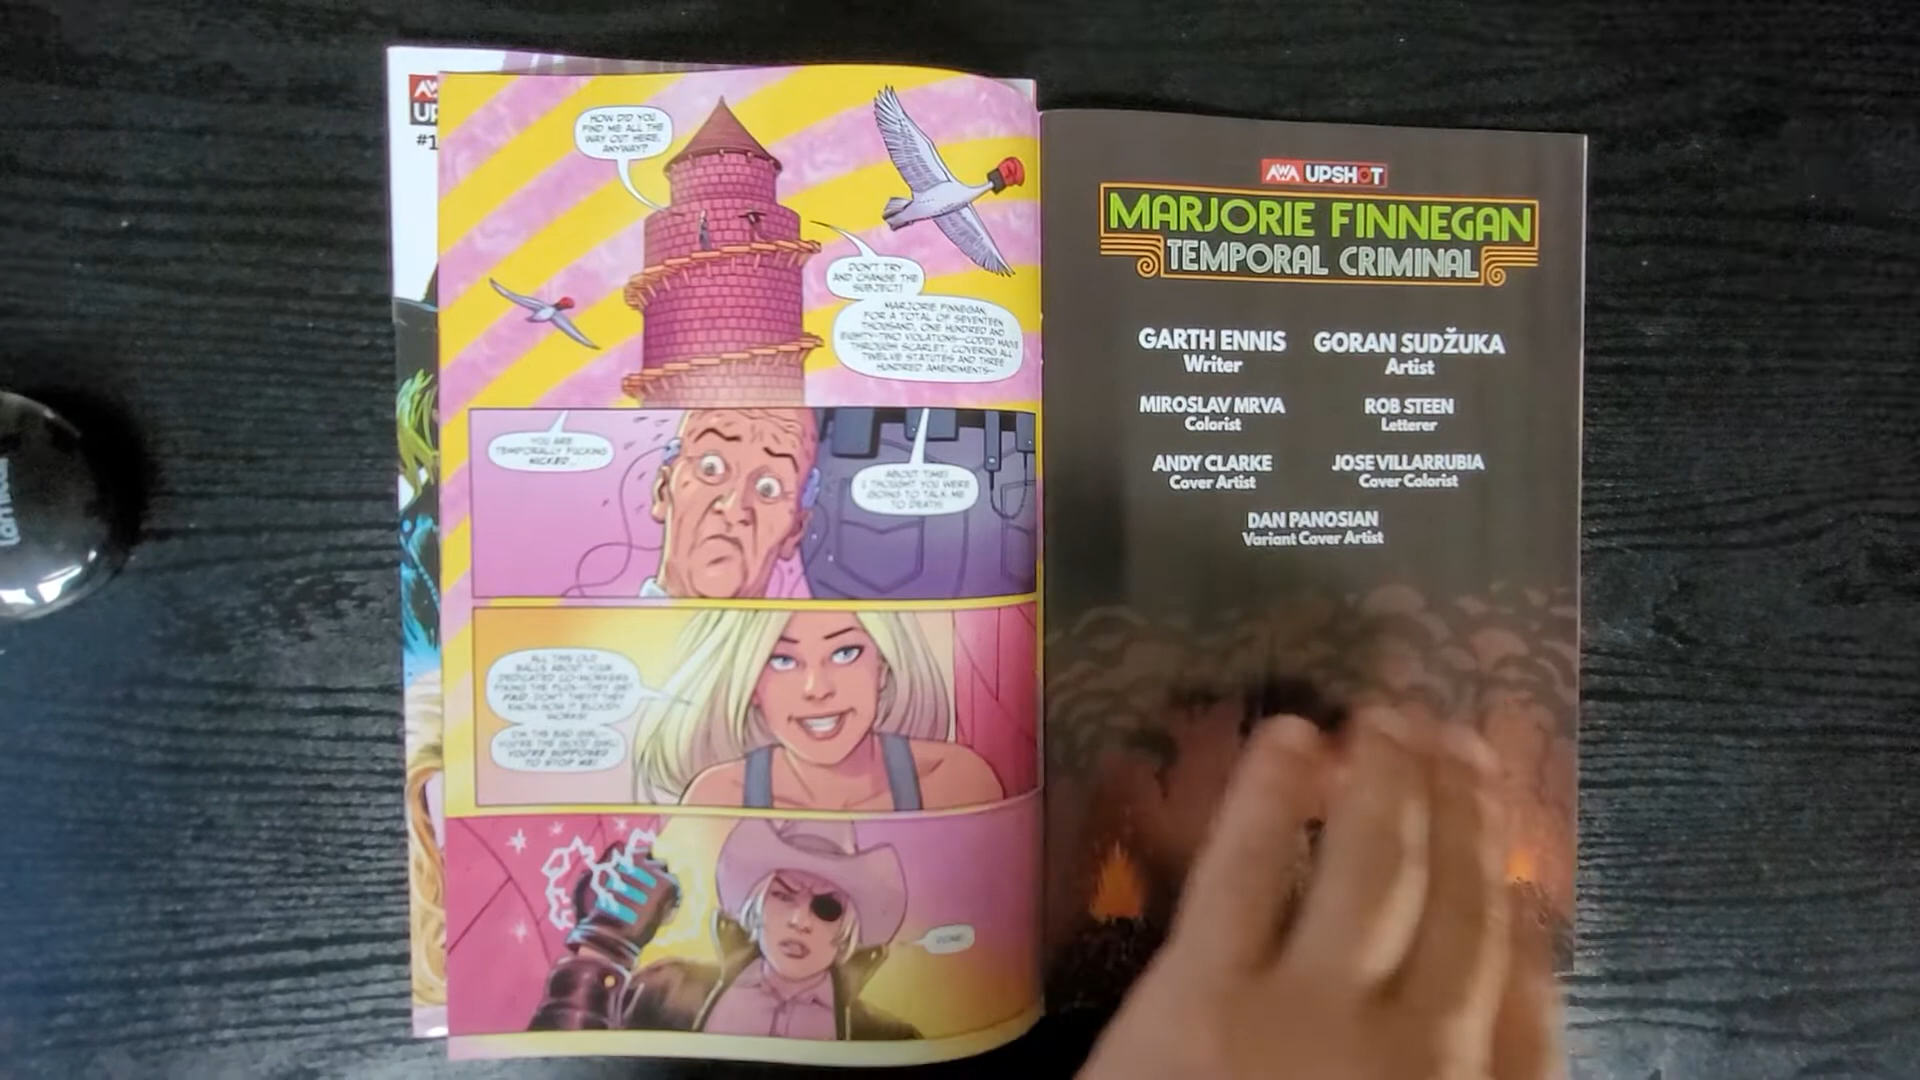 AWA
UP
#1
HOW DID YOU
FIND ME ALL THE
WAY OUT HERE,
ANYWAY?
DON'T TRY
AND CHANGE THE
SUBJECT!
MARJORIE FINNEGAN,
FOR A TOTAL OF SEVENTEEN
THOUSAND, ONE HUNDRED AND
EIGHTY-TWO VIOLATIONS--CODED MAUVE
THROUGH SCARLET, COVERING ALL
TWELVE STATUTES AND THREE
HUNDRED AMENDMENTS--
YOU ARE
TEMPORALLY FUCKING
NICKED...
ABOUT TIME!
I THOUGHT YOU WERE
GOING TO TALK ME
TO DEATH!
ALL THIS OLD
BALLS ABOUT YOUR
DEDICATED CO-WORKERS
FIXING THE FLUX--THEY GET
PAID, DON'T THEY? THEY
KNOW HOW IT BLOODY
WORKS!
I'M THE BAD GIRL--
YOU'RE THE GOOD GIRL!
YOU'RE SUPPOSED
TO STOP ME!
AWA UPSHOT
MARJORIE FINNEGAN
TEMPORAL CRIMINAL
GARTH ENNIS
Writer
GORAN SUDŽUKA
Artist
MIROSLAV MRVA
Colorist
ROB STEEN
Letterer
ANDY CLARKE
Cover Artist
JOSE VILLARRUBIA
Cover Colorist
DAN PANOSIAN
Variant Cover Artist